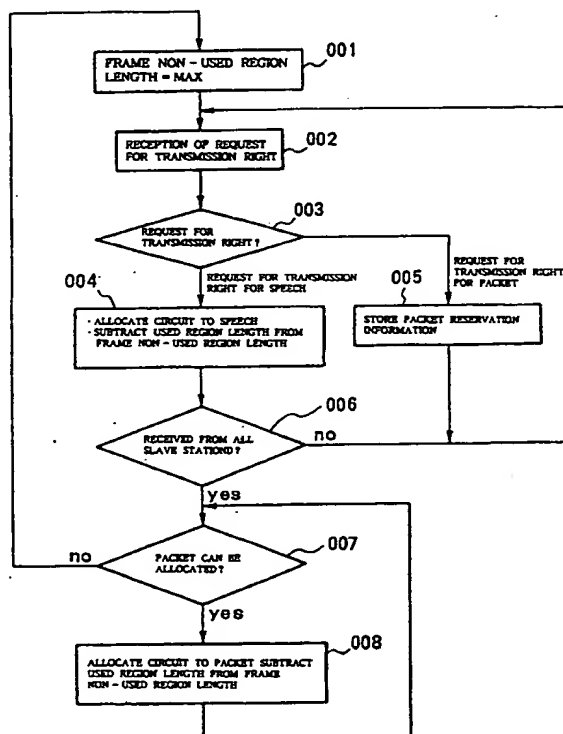 001
FRAME NON-USED REGION
LENGTH = MAX
002
RECEPTION OF REQUEST
FOR TRANSMISSION RIGHT
003
REQUEST FOR
TRANSMISSION RIGHT?
REQUEST FOR
TRANSMISSION RIGHT
FOR PACKET
REQUEST FOR TRANSMISSION
RIGHT FOR SPEECH
004
· ALLOCATE CIRCUIT TO SPEECH
· SUBTRACT USED REGION LENGTH FROM
FRAME NON-USED REGION LENGTH
005
STORE PACKET RESERVATION
INFORMATION
006
RECEIVED FROM ALL
SLAVE STATIOND?
no
yes
007
PACKET CAN BE
ALLOCATED?
no
yes
008
ALLOCATE CIRCUIT TO PACKET SUBTRACT
USED REGION LENGTH FROM FRAME
NON-USED REGION LENGTH